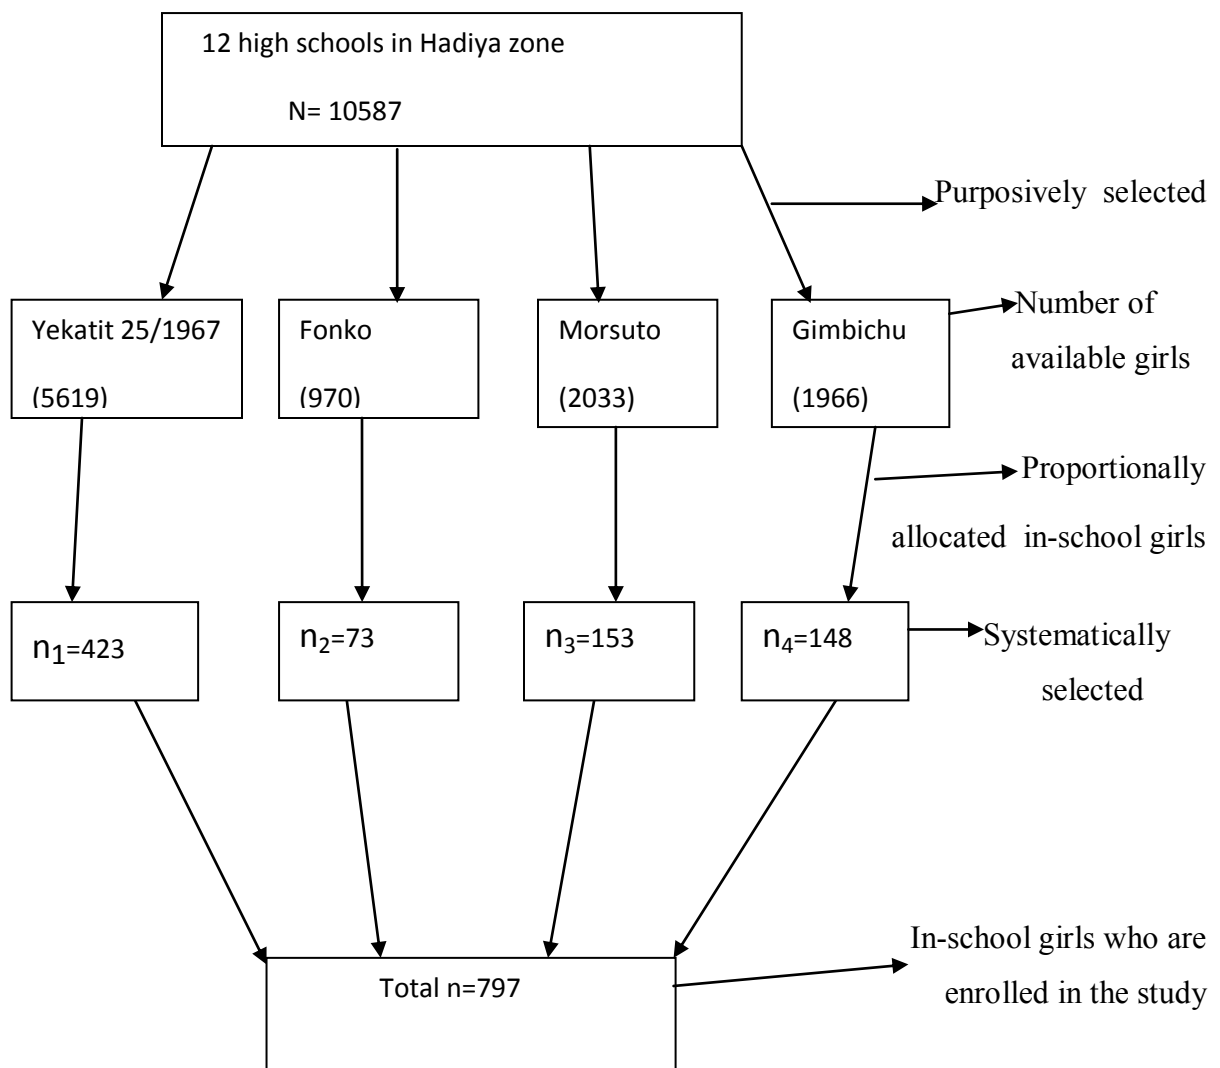 12 high schools in Hadiya zone
N= 10587
Purposively selected
Yekatit 25/1967
(5619)
Fonko
(970)
Morsuto
(2033)
Gimbichu
(1966)
Number of
available girls
Proportionally
allocated in-school girls
n1=423
n2=73
n3=153
n4=148
Systematically
selected
Total n=797
In-school girls who are
enrolled in the study